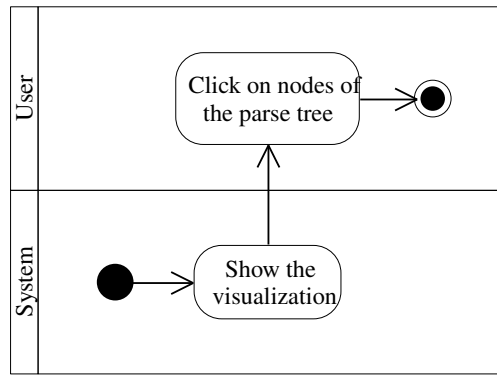 User
Click on nodes of
the parse tree
System
Show the
visualization